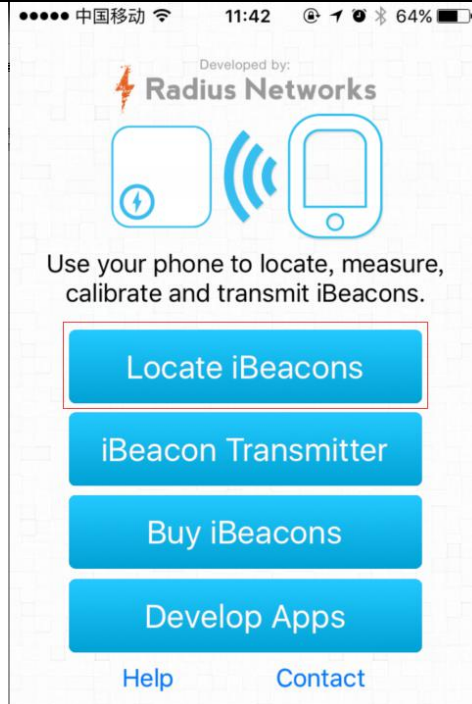 中国移动 11:42 64%
Developed by:
Radius Networks
Use your phone to locate, measure,
calibrate and transmit iBeacons.
Locate iBeacons
iBeacon Transmitter
Buy iBeacons
Develop Apps
Help Contact